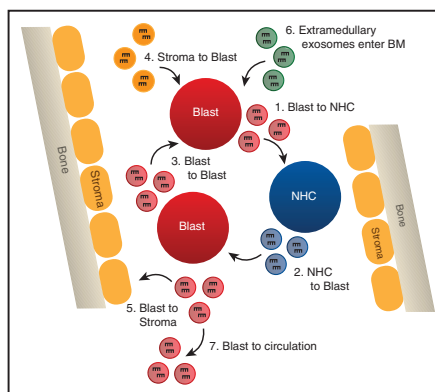 6. Extramedullary
exosomes enter BM
4. Stroma to Blast
Blast
1. Blast to NHC
Bone
Stroma
3. Blast
to Blast
NHC
Blast
Bone
Stroma
2. NHC
to Blast
5. Blast to
Stroma
7. Blast to circulation